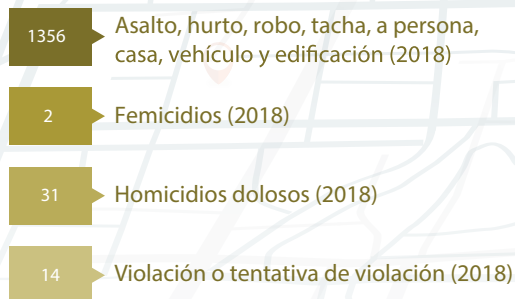 1356
Asalto, hurto, robo, tacha, a persona,
casa, vehículo y edificación (2018)
2
Femicidios (2018)
31
Homicidios dolosos (2018)
14
Violación o tentativa de violación (2018)